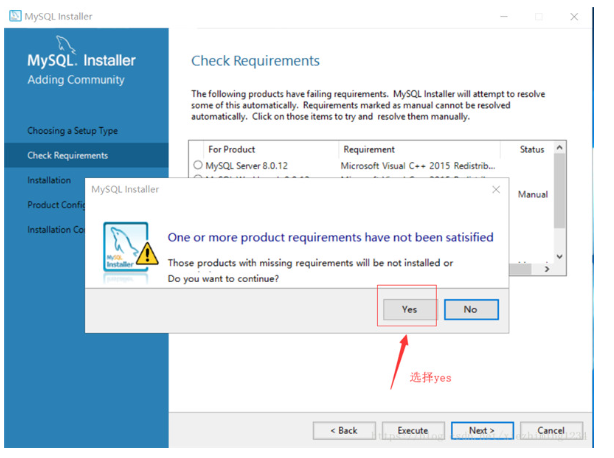 MySQL Installer
MySQL. Installer
Adding Community
Choosing a Setup Type
Check Requirements
Installation
Check Requirements
The following products have failing requirements. MySQL Installer will attempt to resolve
some of this automatically. Requirements marked as manual cannot be resolved
automatically. Click on those items to try and resolve them manually.
For Product Requirement Status
MySQL Server 8.0.12 Microsoft Visual C++ 2015 Redistrib...
Manual
Product Config
Installation Co
MySQL Installer
MySQL
Installer
One or more product requirements have not been satisified
Those products with missing requirements will be not installed or
Do you want to continue?
Yes No
选择yes
< Back Execute Next > Cancel